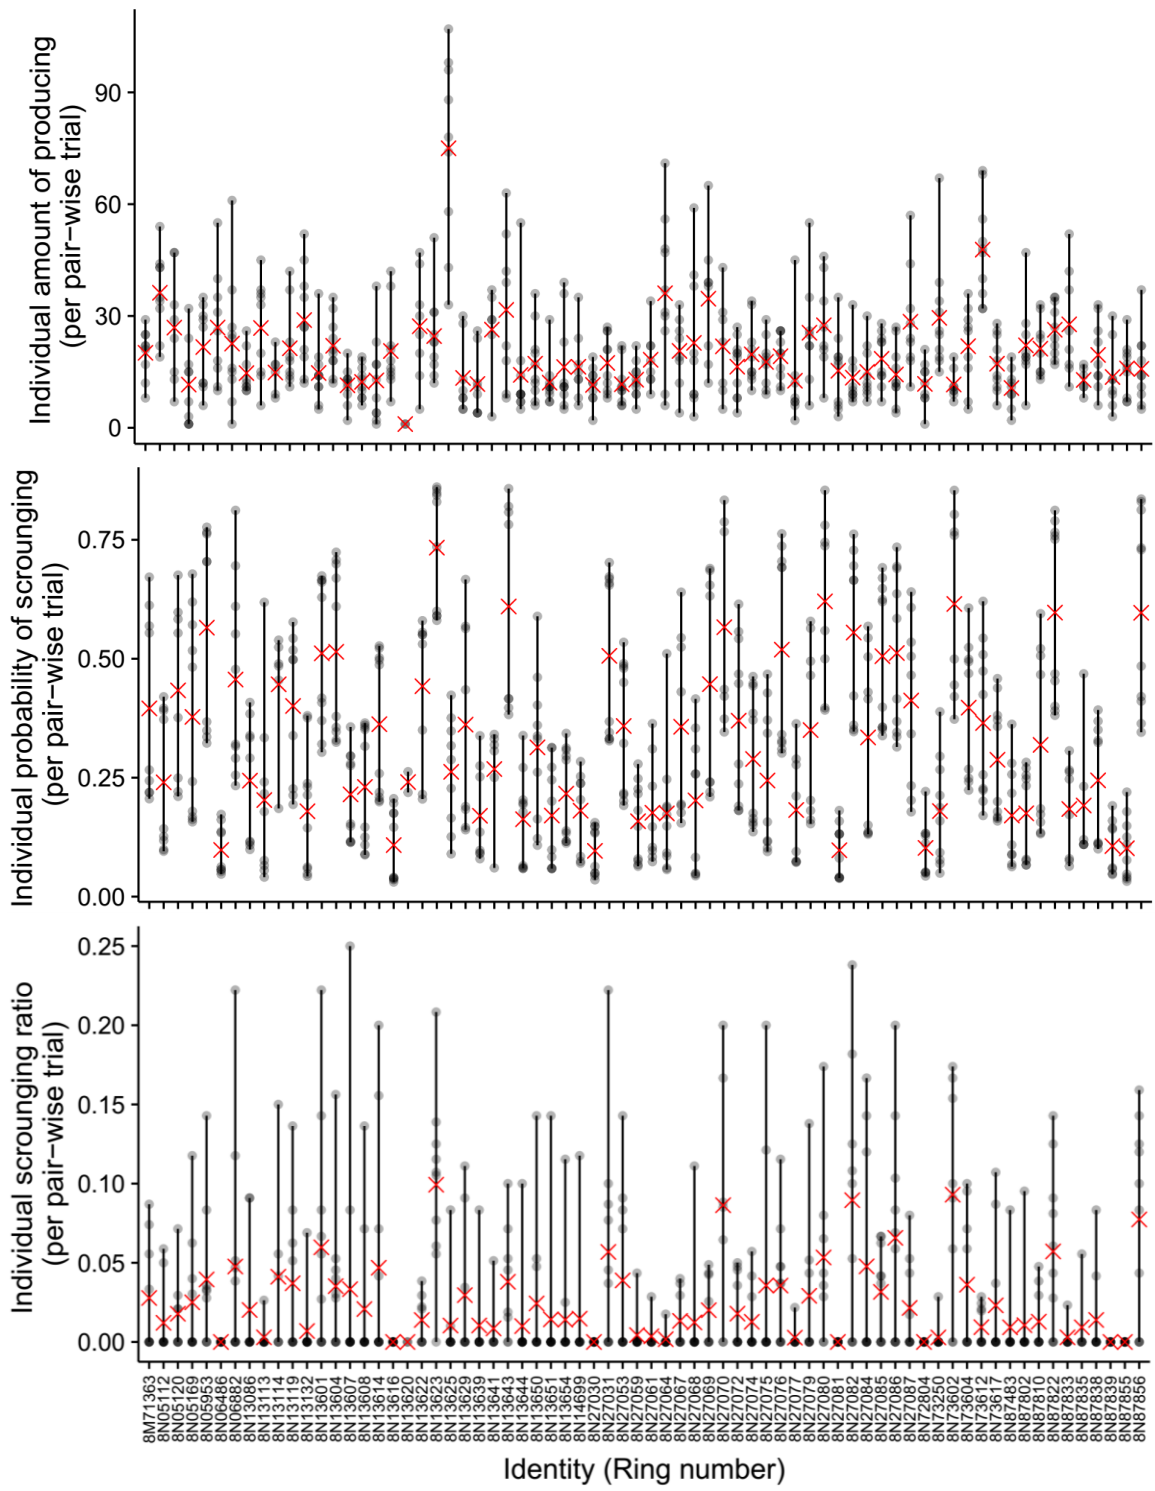 Individual amount of producing
(per pair−wise trial)
90
60
30
0
Individual probability of scrounging
(per pair−wise trial)
0.75
0.50
0.25
0.00
Individual scrounging ratio
(per pair−wise trial)
0.25
0.20
0.15
0.10
0.05
0.00
8M71363
8N05112
8N05120
8N05169
8N05953
8N06486
8N06882
8N13086
8N13113
8N13114
8N13119
8N13132
8N13601
8N13604
8N13607
8N13608
8N13614
8N13616
8N13620
8N13622
8N13623
8N13625
8N13629
8N13639
8N13641
8N13643
8N13644
8N13650
8N13651
8N13654
8N14699
8N27030
8N27031
8N27053
8N27059
8N27061
8N27064
8N27067
8N27068
8N27069
8N27070
8N27072
8N27074
8N27075
8N27076
8N27077
8N27079
8N27080
8N27081
8N27082
8N27084
8N27085
8N27086
8N27087
8N72804
8N73250
8N73602
8N73604
8N73612
8N73617
8N87483
8N87802
8N87810
8N87822
8N87833
8N87835
8N87838
8N87839
8N87855
8N87856
Identity (Ring number)